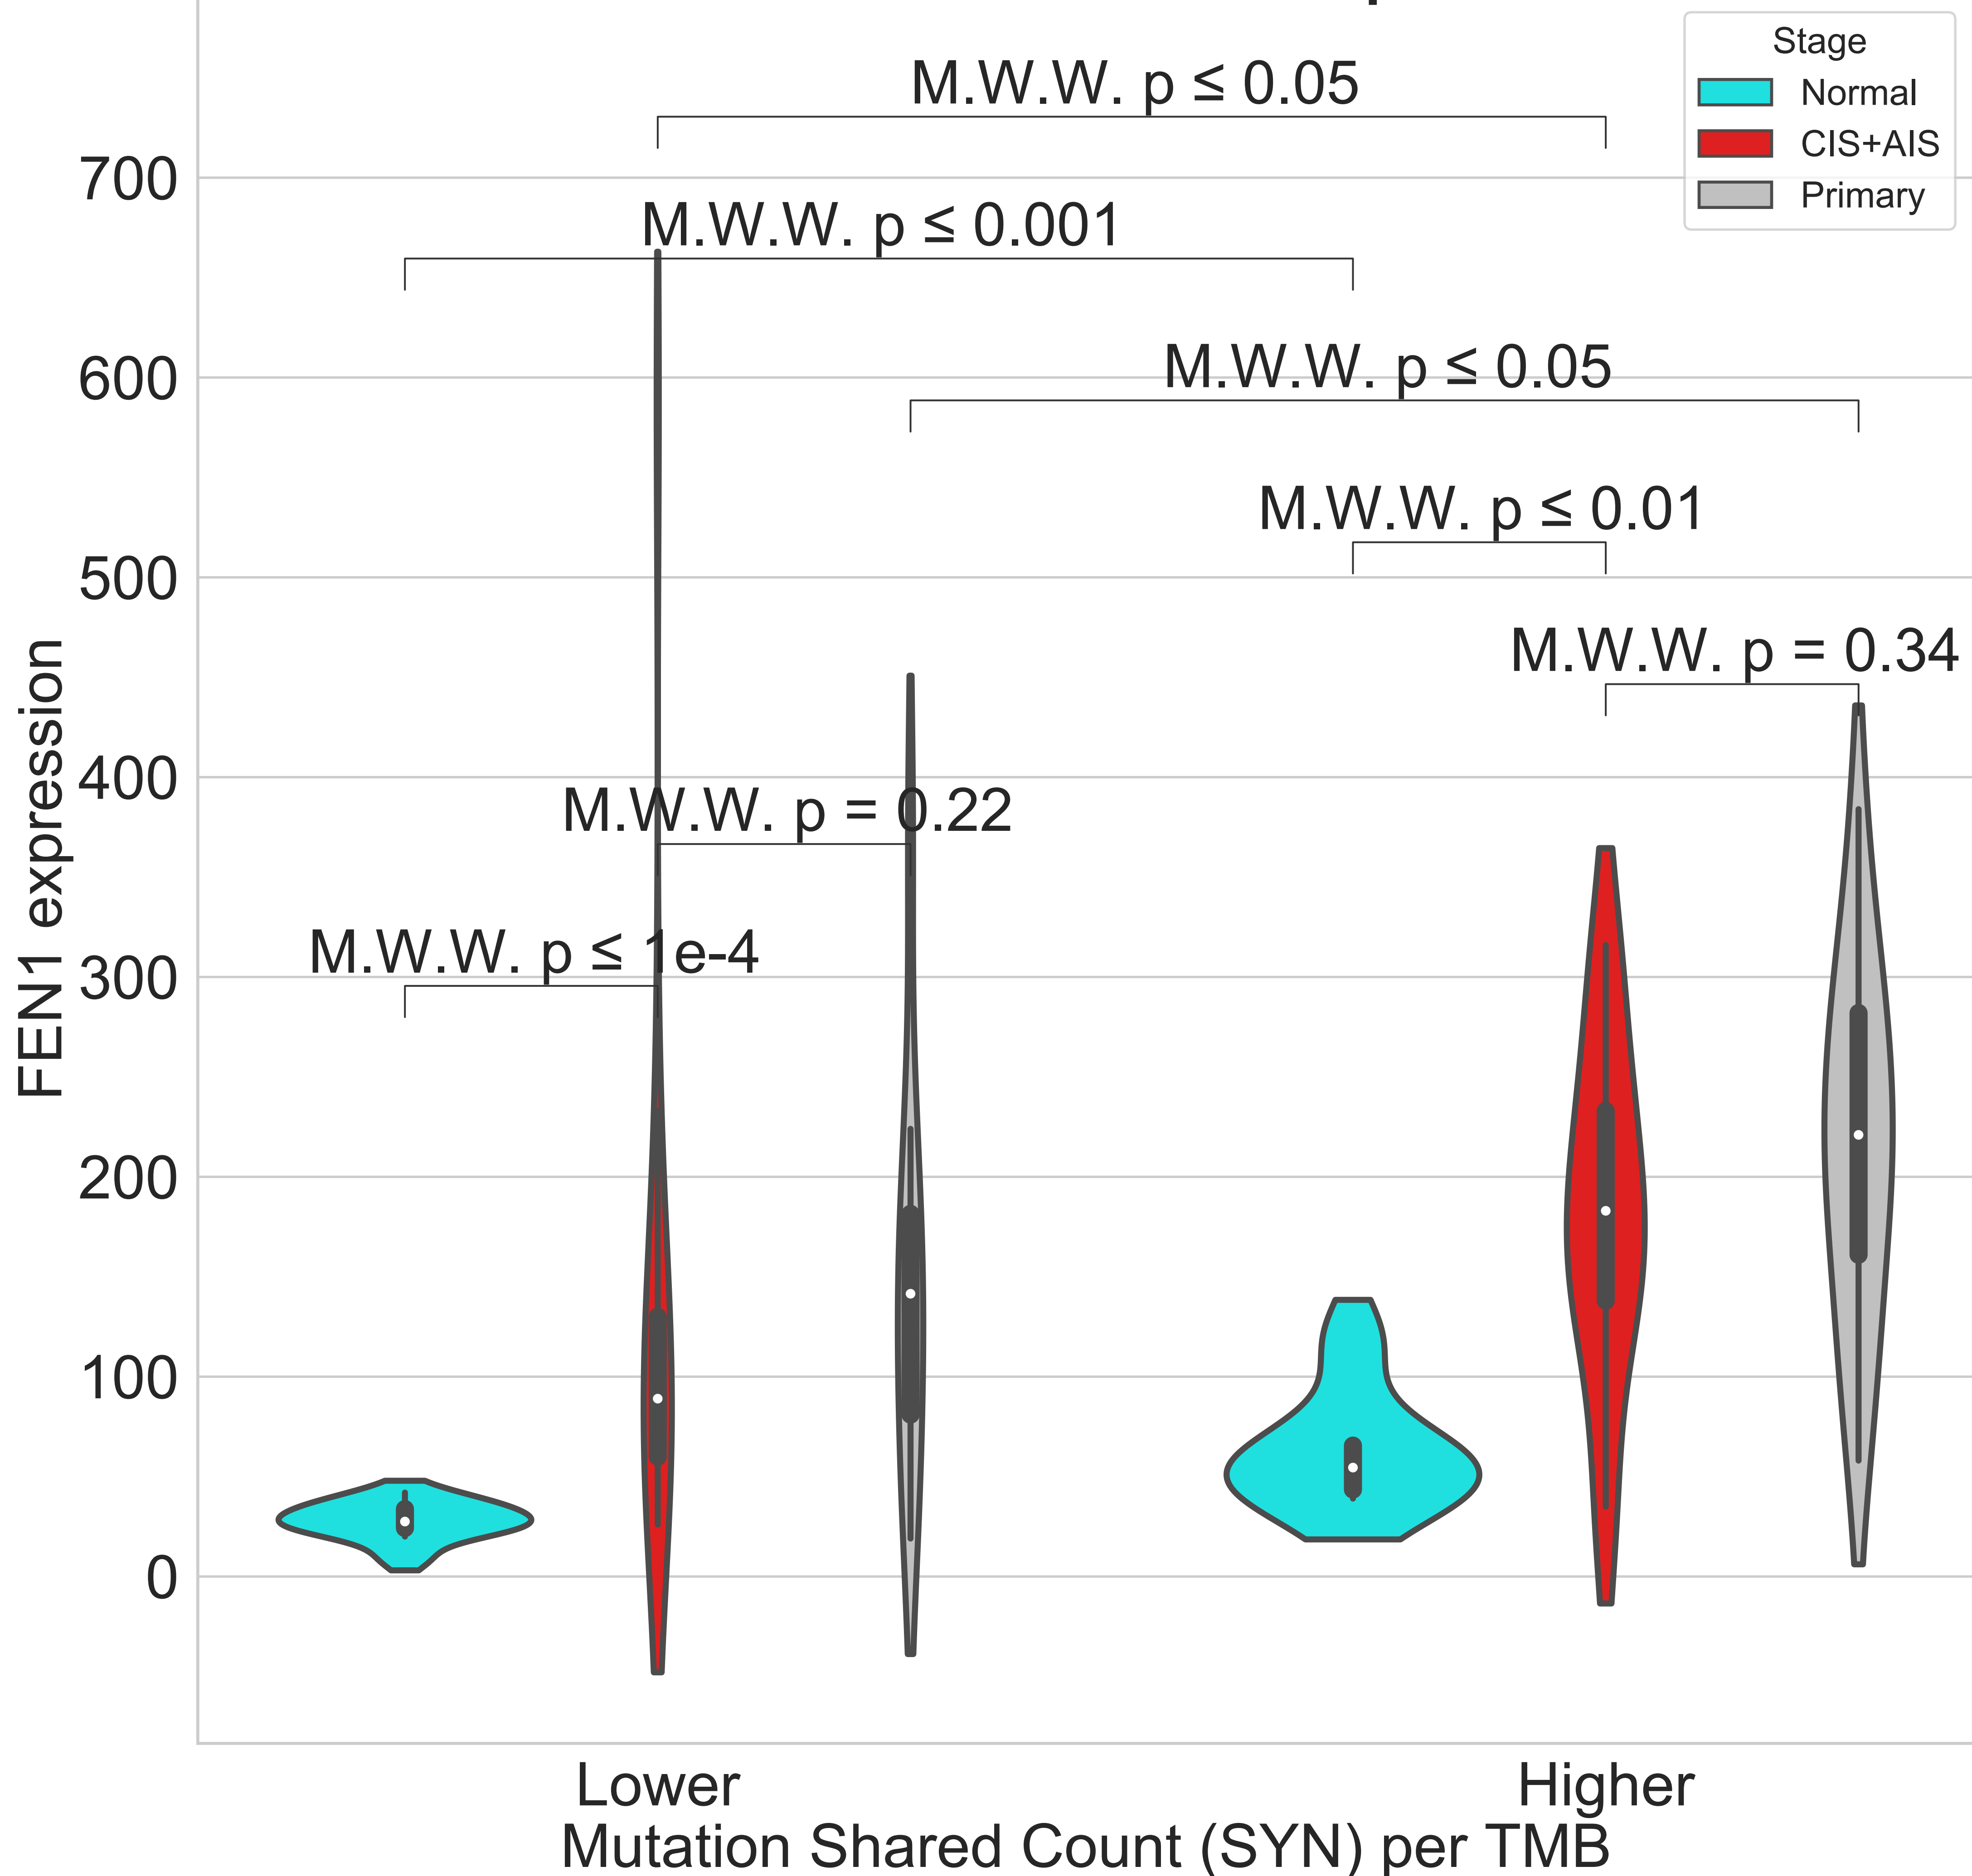 Stage
Normal
CIS+AIS
Primary
M.W.W. p ≤ 0.05
M.W.W. p ≤ 0.001
M.W.W. p ≤ 0.05
M.W.W. p ≤ 0.01
M.W.W. p = 0.34
M.W.W. p = 0.22
M.W.W. p ≤ 1e-4
700
600
500
400
300
200
100
0
FEN1 expression
Lower
Higher
Mutation Shared Count (SYN) per TMB